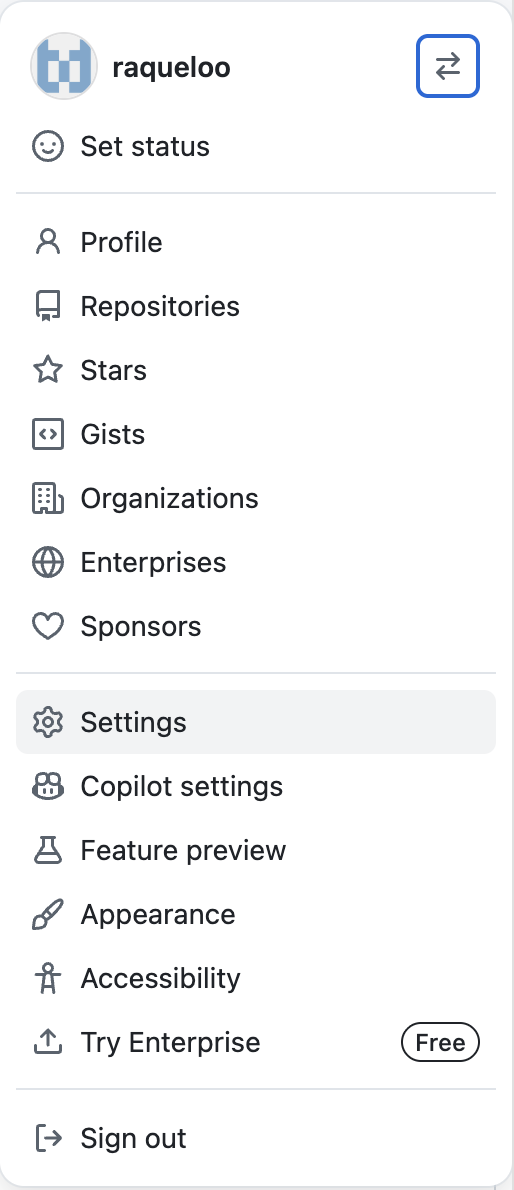 raqueloo
Set status
Profile
Repositories
Stars
Gists
Organizations
Enterprises
Sponsors
Settings
Copilot settings
Feature preview
Appearance
Accessibility
Try Enterprise Free
Sign out